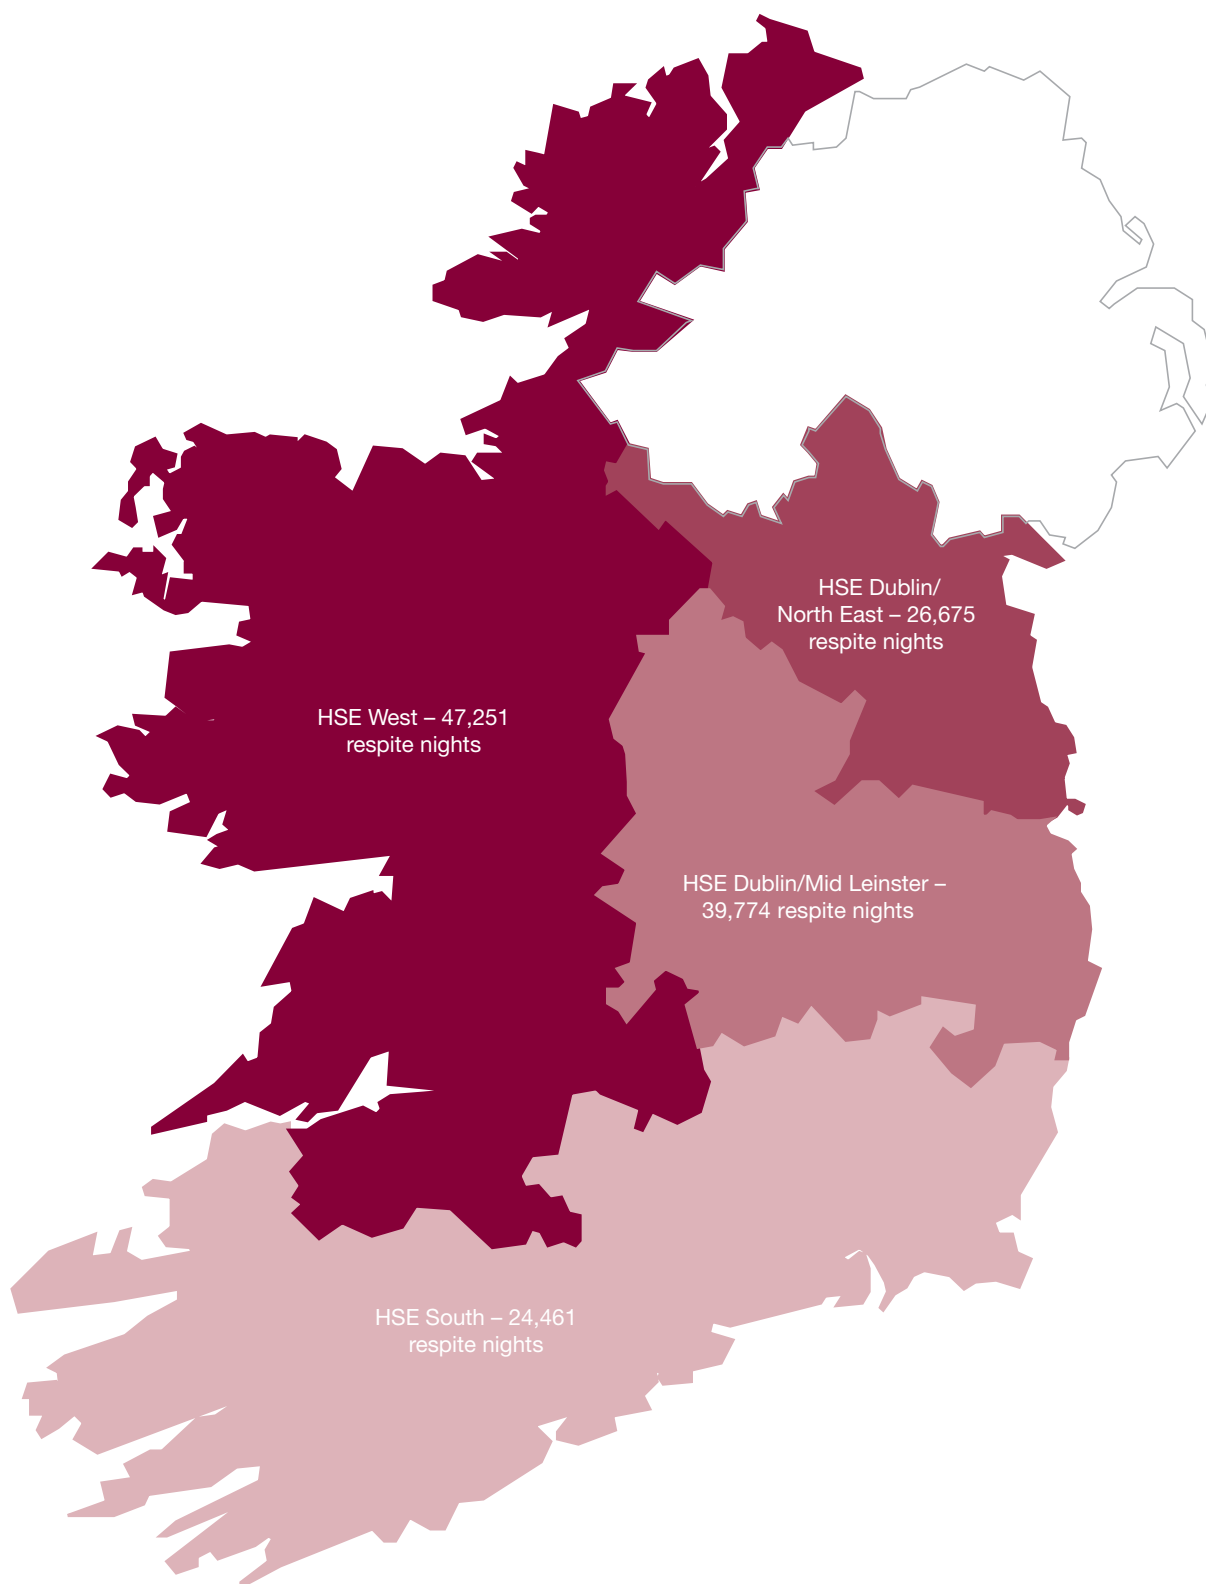 HSE Dublin/
North East – 26,675
respite nights
HSE West – 47,251
respite nights
HSE Dublin/Mid Leinster –
39,774 respite nights
HSE South – 24,461
respite nights